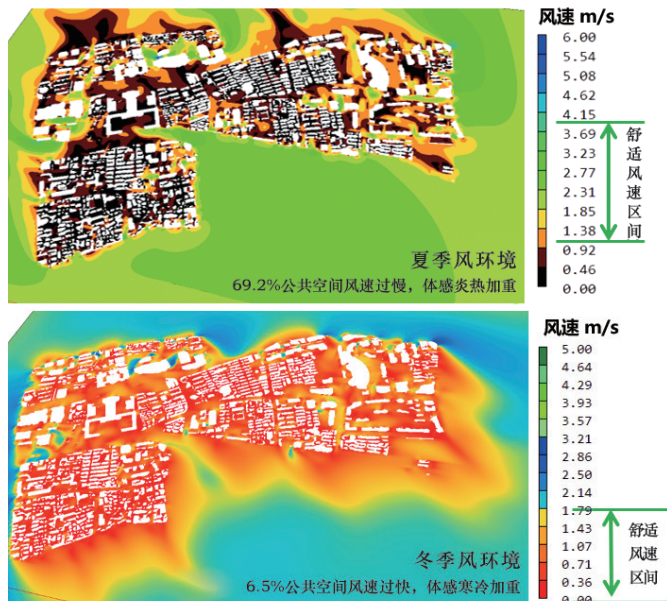 风速 m/s
6.00
5.54
5.08
4.62
4.15
3.69
3.23
2.77
2.31
1.85
1.38
0.92
0.46
0.00
舒适风速区间
夏季风环境
69.2%公共空间风速过慢，体感炎热加重
风速 m/s
5.00
4.64
4.29
3.93
3.57
3.21
2.86
2.50
2.14
1.79
1.43
1.07
0.71
0.36
0.00
舒适
风速
区间
冬季风环境
6.5%公共空间风速过快，体感寒冷加重